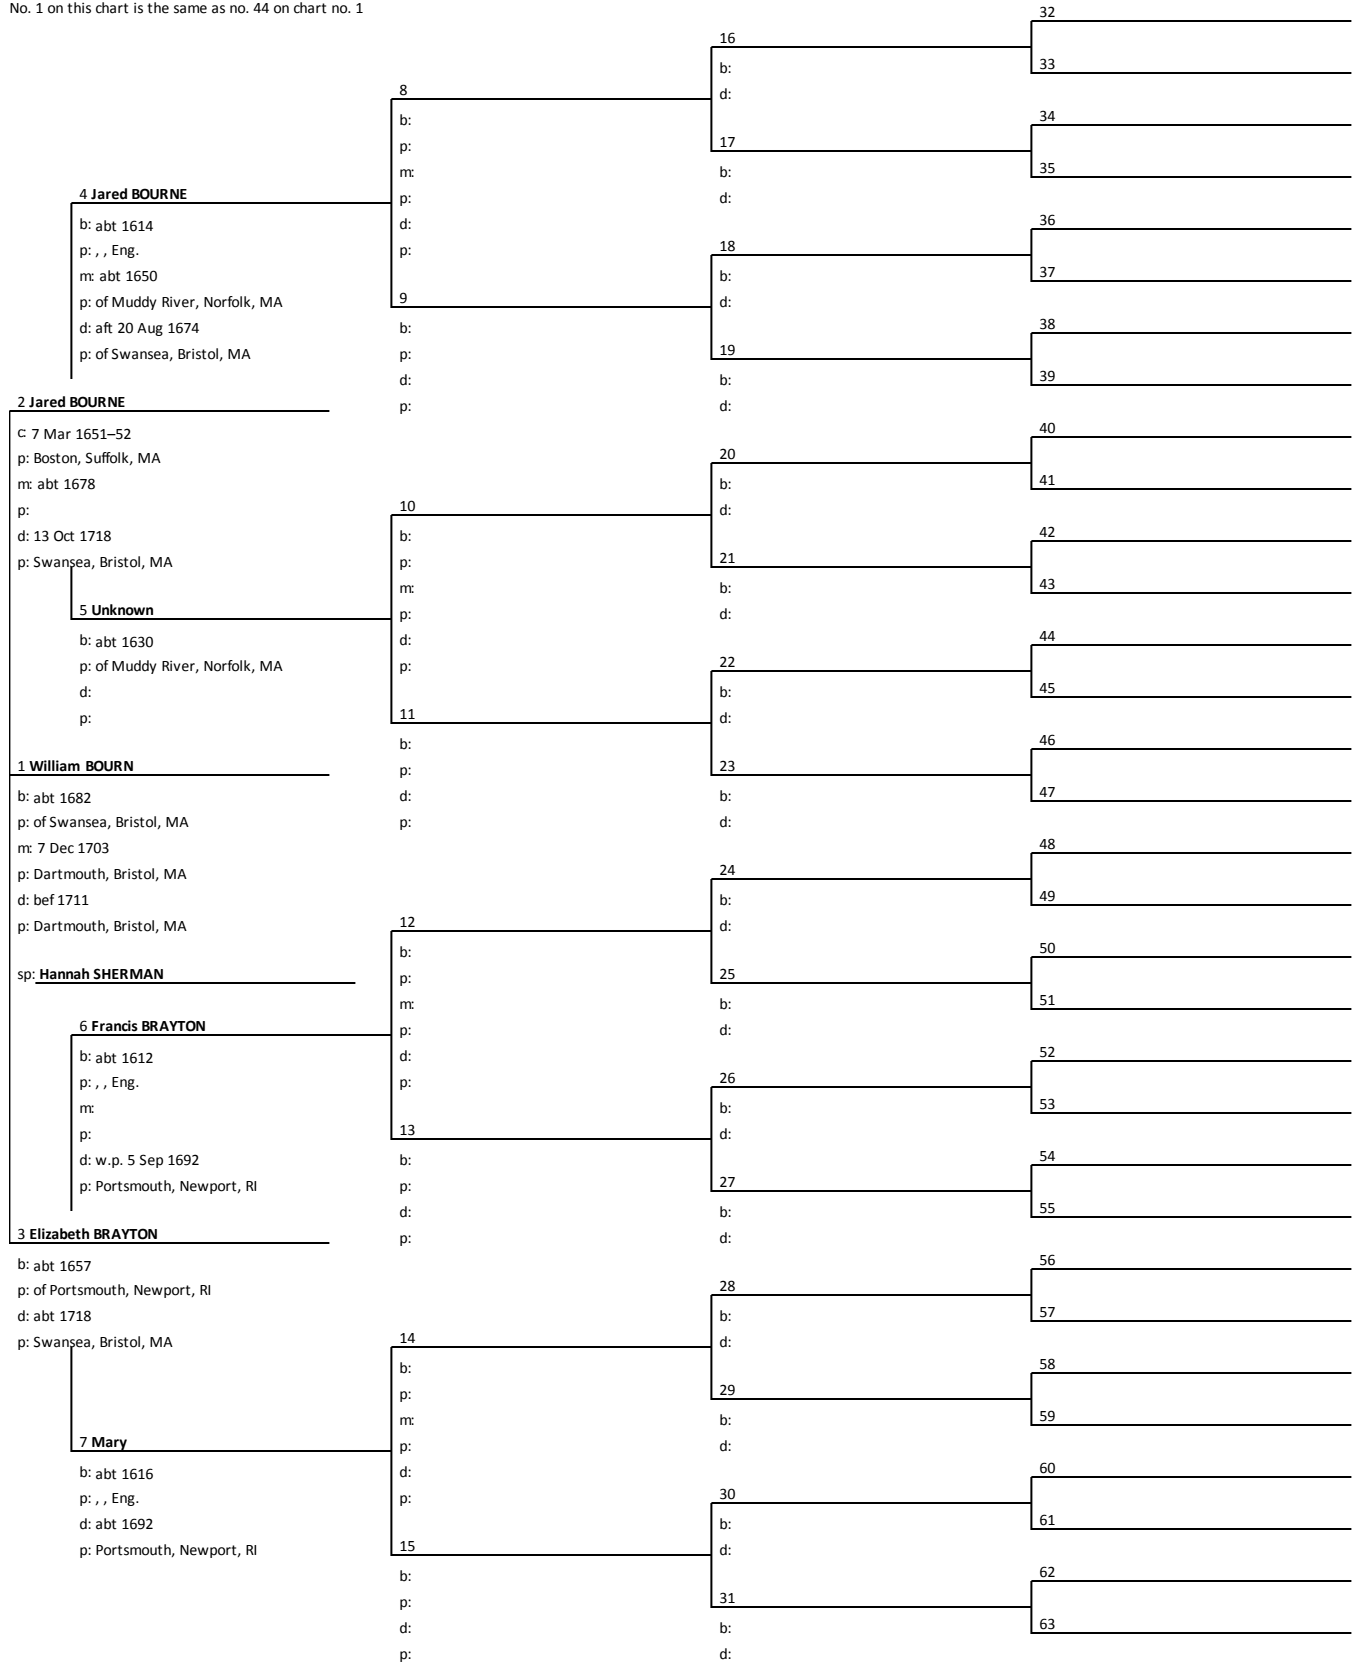 No. 1 on this chart is the same as no. 44 on chart no. 1
4 Jared BOURNE
b: abt 1614
p: , , Eng.
m: abt 1650
p: of Muddy River, Norfolk, MA
d: aft 20 Aug 1674
p: of Swansea, Bristol, MA
2 Jared BOURNE
c: 7 Mar 1651–52
p: Boston, Suffolk, MA
m: abt 1678
p:
d: 13 Oct 1718
p: Swansea, Bristol, MA
5 Unknown
b: abt 1630
p: of Muddy River, Norfolk, MA
d:
p:
1 William BOURN
b: abt 1682
p: of Swansea, Bristol, MA
m: 7 Dec 1703
p: Dartmouth, Bristol, MA
d: bef 1711
p: Dartmouth, Bristol, MA
sp: Hannah SHERMAN
6 Francis BRAYTON
b: abt 1612
p: , , Eng.
m:
p:
d: w.p. 5 Sep 1692
p: Portsmouth, Newport, RI
3 Elizabeth BRAYTON
b: abt 1657
p: of Portsmouth, Newport, RI
d: abt 1718
p: Swansea, Bristol, MA
7 Mary
b: abt 1616
p: , , Eng.
d: abt 1692
p: Portsmouth, Newport, RI
8
b:
p:
m:
p:
d:
p:
9
b:
p:
d:
p:
10
b:
p:
m:
p:
d:
p:
11
b:
p:
d:
p:
12
b:
p:
m:
p:
d:
p:
13
b:
p:
d:
p:
14
b:
p:
m:
p:
d:
p:
15
b:
p:
d:
p:
16
b:
d:
17
b:
d:
18
b:
d:
19
b:
d:
20
b:
d:
21
b:
d:
22
b:
d:
23
b:
d:
24
b:
d:
25
b:
d:
26
b:
d:
27
b:
d:
28
b:
d:
29
b:
d:
30
b:
d:
31
b:
d:
32
33
34
35
36
37
38
39
40
41
42
43
44
45
46
47
48
49
50
51
52
53
54
55
56
57
58
59
60
61
62
63